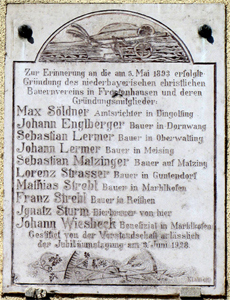 Zur Erinnerung an die am 5. Mai 1893 erfolgte
Gründung des niederbayerischen christlichen
Bauernvereins in Frontenhausen und deren
Gründungsmitglieder:
Max Söldner Amtsrichter in Dingolfing
Johann Englberger Bauer in Dornwang
Sebastian Lermer Bauer in Oberwalting
Johann Lermer Bauer in Meising
Sebastian Matzinger Bauer auf Matzing
Lorenz Strasser Bauer in Guntendorf
Mathias Strebl Bauer in Marklkofen
Franz Strebl Bauer in
Ignatz Sturm Bierbrauer von hier
Johann Wiesbeck Benefiziat in Marklkofen
Gestiftet von der Vorstandschaft anlässlich
der Jubiläumstagung am Juni 1928.